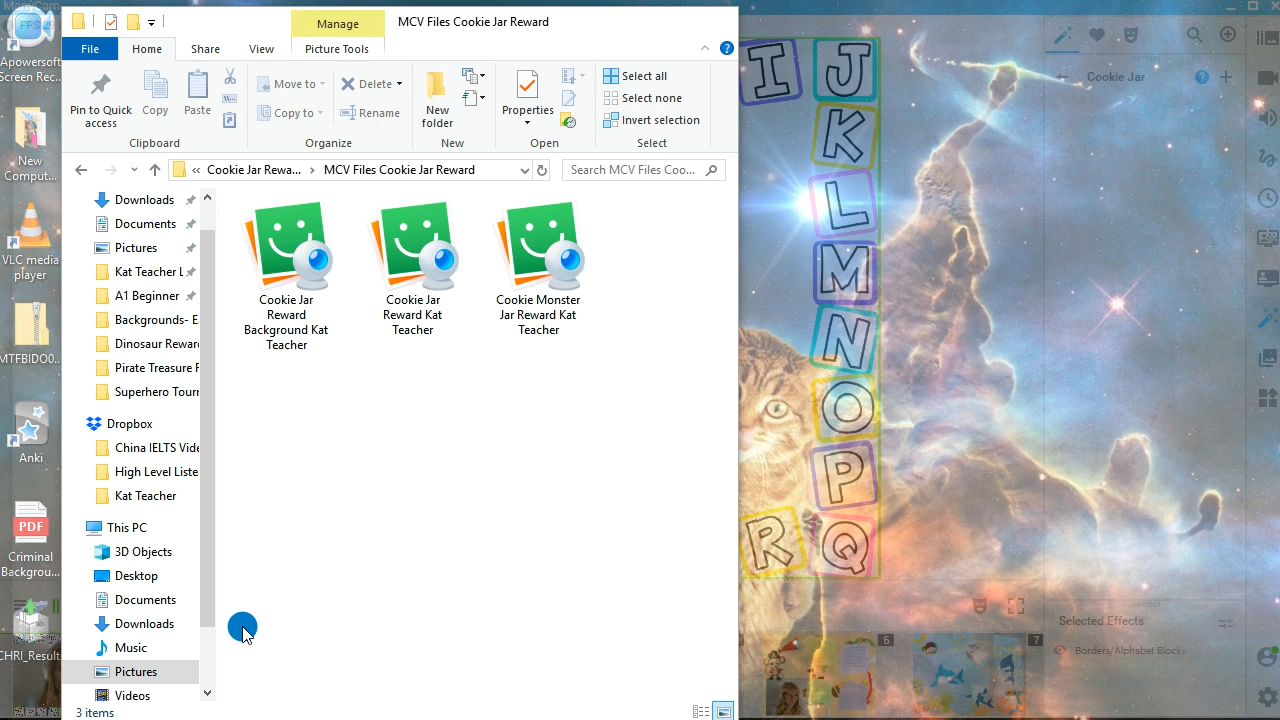 ManyCam
FPS
Apowersoft
Screen Rec...
New
Comput...
VLC media
player
MTFBIDO0...
Anki
PDF
Criminal
Backgrou...
CHRI_Result
Manage
MCV Files Cookie Jar Reward
File
Home
Share
View
Picture Tools
Pin to Quick
access
Copy
Paste
Clipboard
Move to
Copy to
Delete
Rename
Organize
New
folder
New
Properties
Open
Select all
Select none
Invert selection
Select
« Cookie Jar Rewa... > MCV Files Cookie Jar Reward
Search MCV Files Coo...
Downloads
Documents
Pictures
Kat Teacher L
A1 Beginner
Backgrounds- E
Dinosaur Rewar
Pirate Treasure F
Superhero Tourn
Dropbox
China IELTS Vide
High Level Liste
Kat Teacher
This PC
3D Objects
Desktop
Documents
Downloads
Music
Pictures
Videos
3 items
Cookie Jar
Reward
Background Kat
Teacher
Cookie Jar
Reward Kat
Teacher
Cookie Monster
Jar Reward Kat
Teacher
I J
K
L
M
N
O
P
R Q
Cookie Jar
Selected Effects
Borders/Alphabet Blocks
6
7